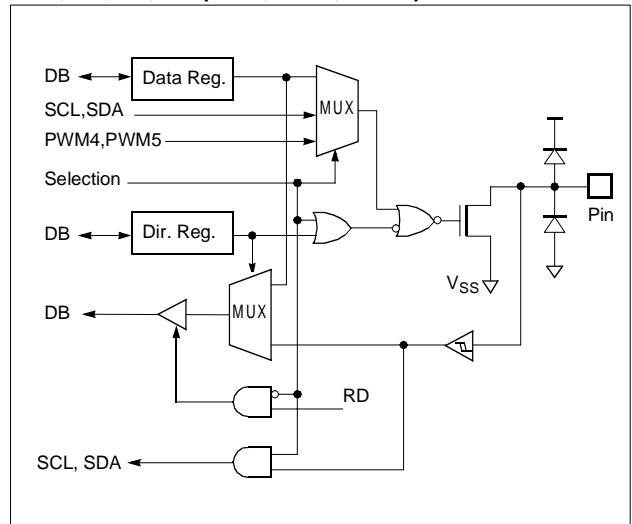 DB
Data Reg.
MUX
SCL,SDA
PWM4,PWM5
Selection
DB
Dir. Reg.
Pin
VSS
DB
MUX
RD
SCL, SDA